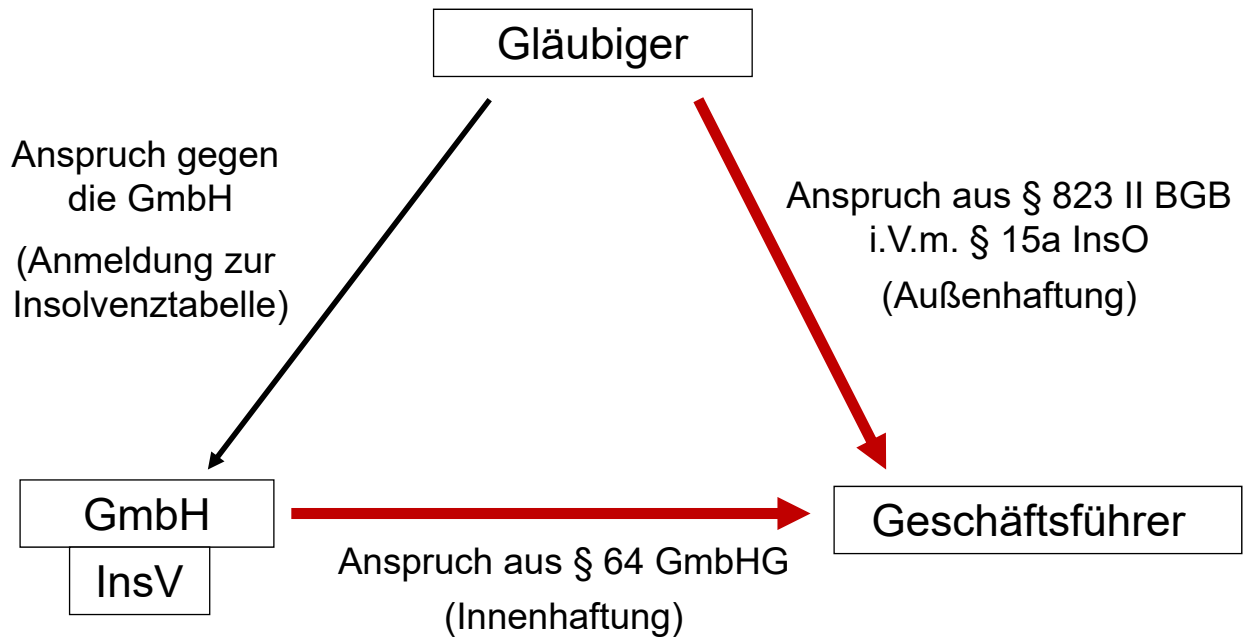 Gläubiger
Anspruch gegen
die GmbH
(Anmeldung zur
Insolvenztabelle)
Anspruch aus § 823 II BGB
i.V.m. § 15a InsO
(Außenhaftung)
GmbH
InsV
Anspruch aus § 64 GmbHG
(Innenhaftung)
Geschäftsführer